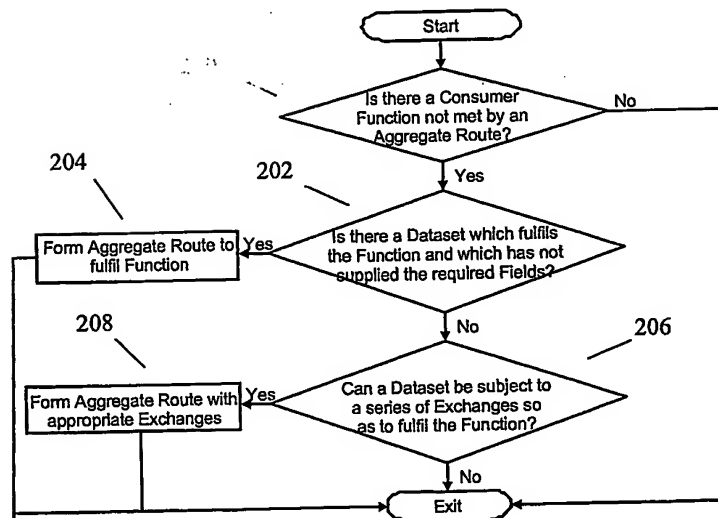 Start
Is there a Consumer
Function not met by an
Aggregate Route?
No
Yes
202
204
Is there a Dataset which fulfils
the Function and which has not
supplied the required Fields?
Yes
Form Aggregate Route to
fulfil Function
No
206
208
Can a Dataset be subject to
a series of Exchanges so
as to fulfil the Function?
Yes
Form Aggregate Route with
appropriate Exchanges
No
Exit